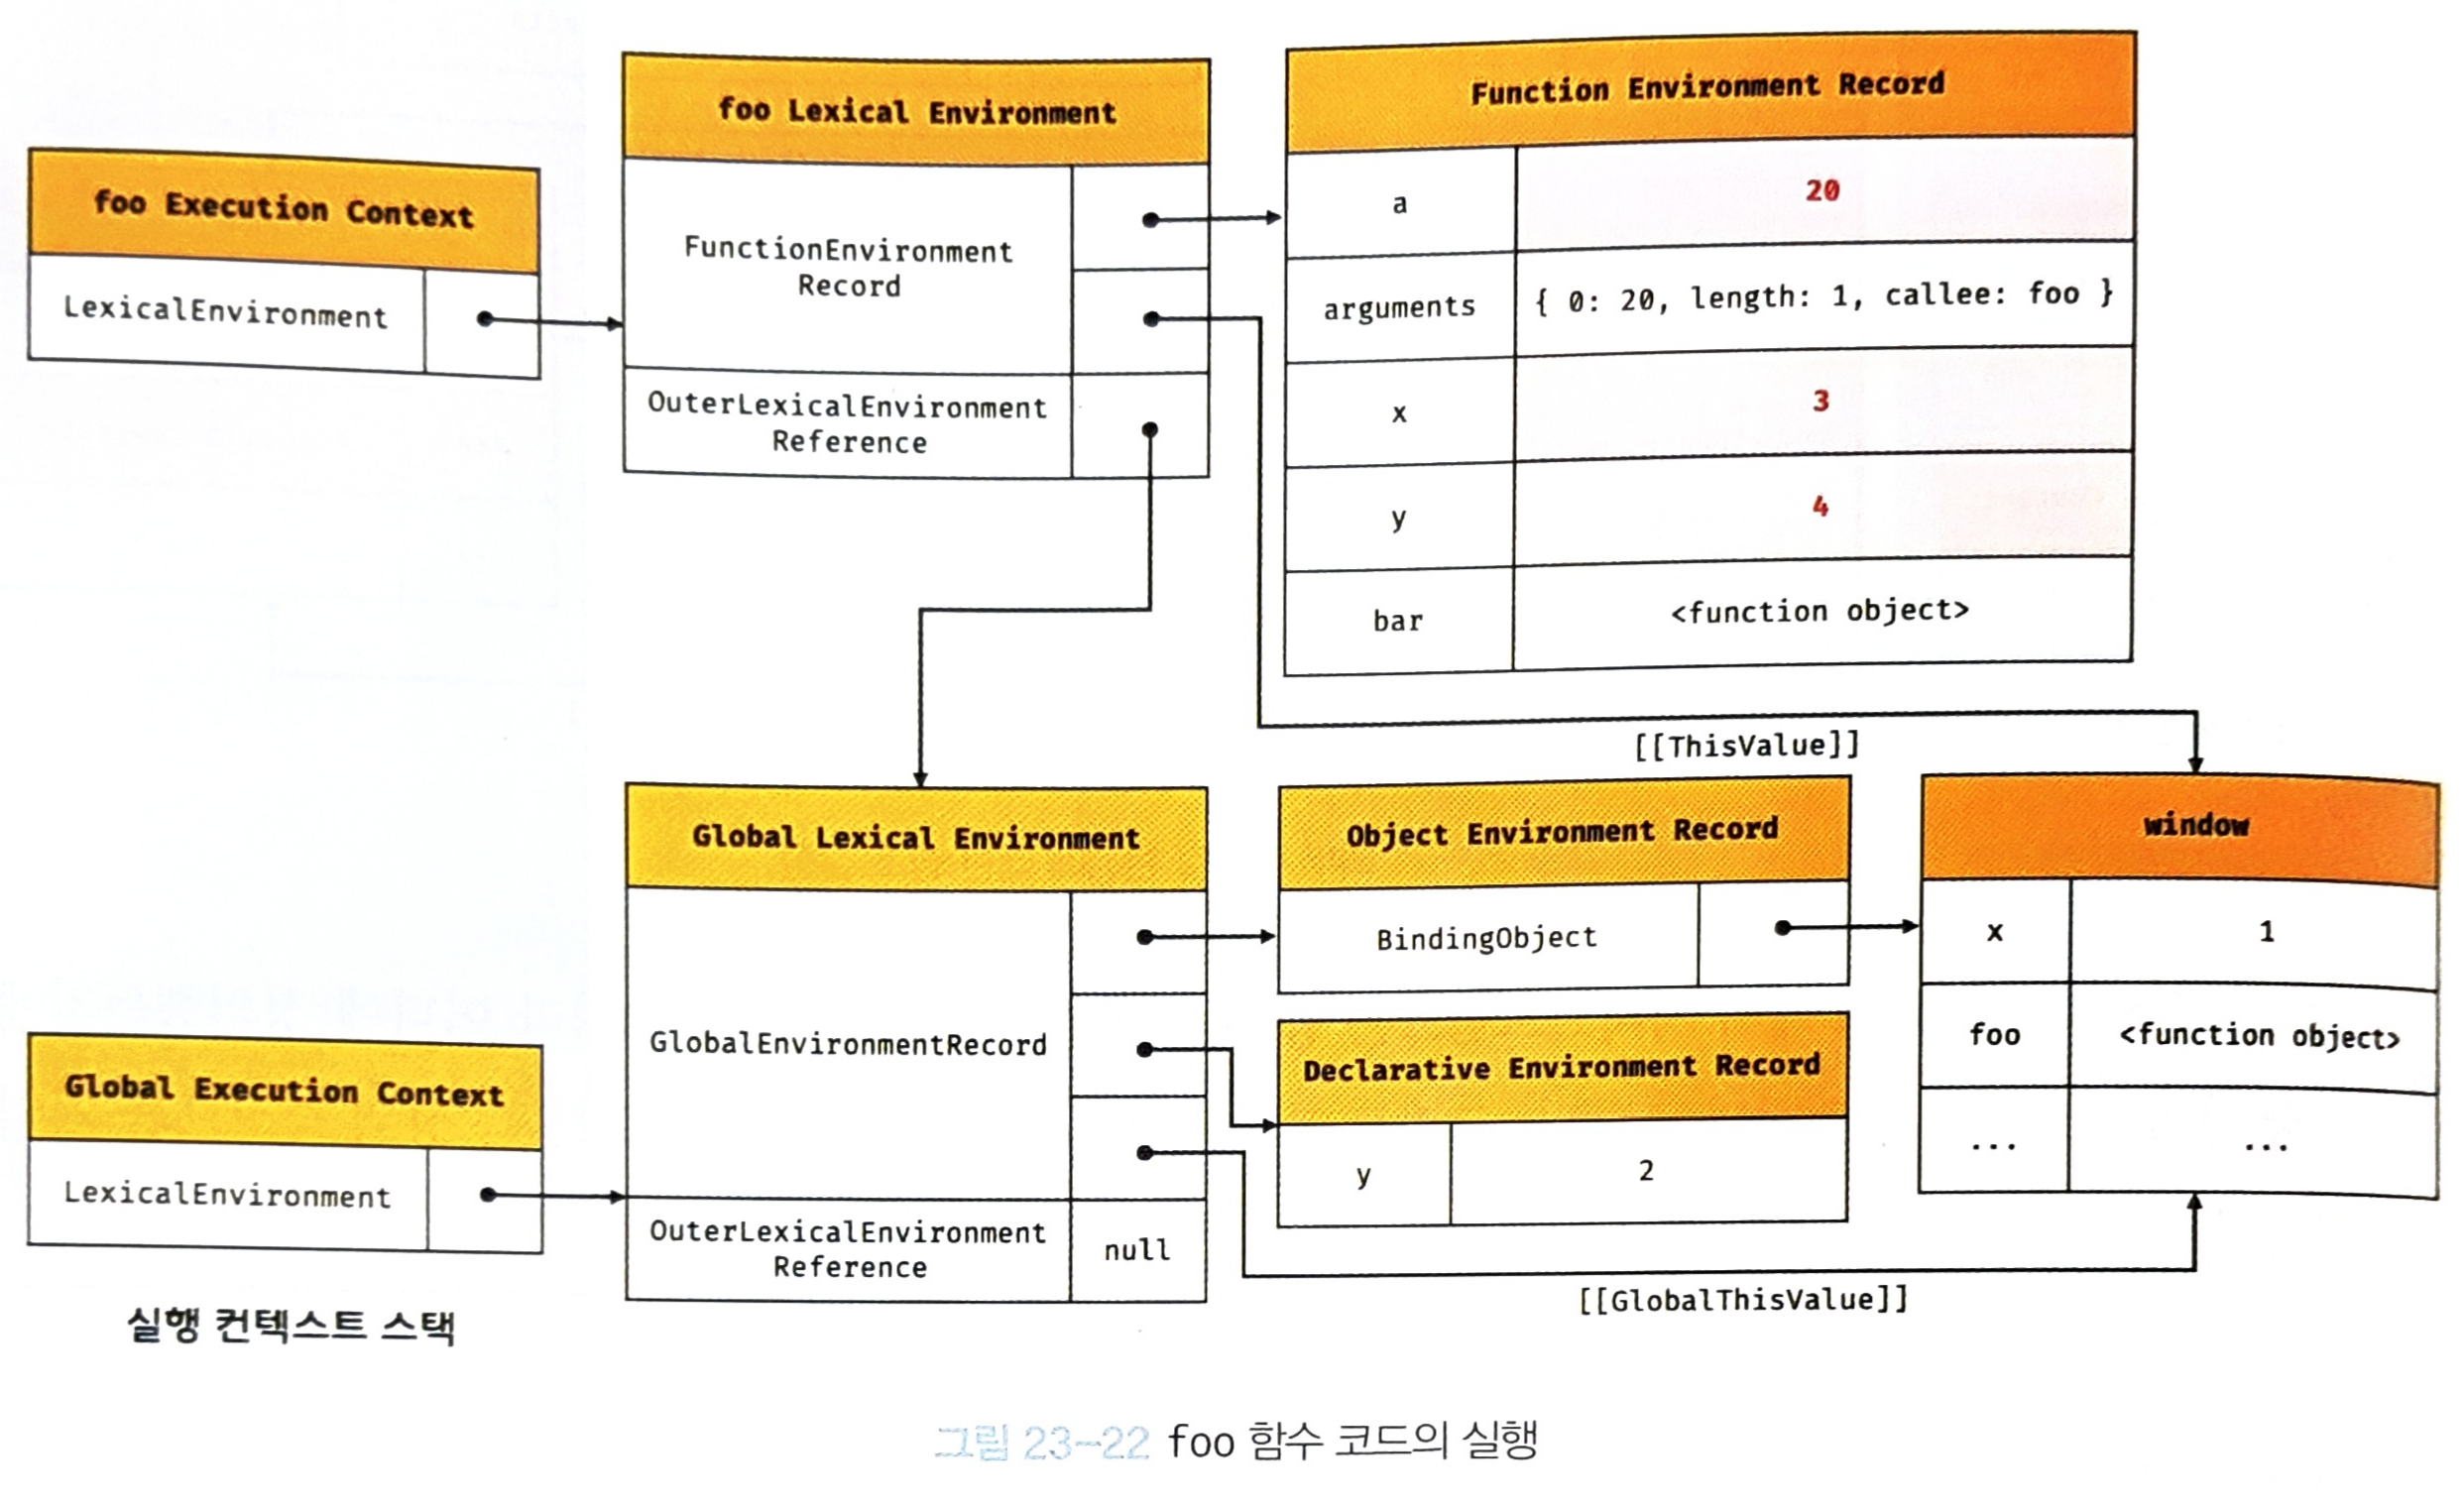 foo Execution Context
LexicalEnvironment
foo Lexical Environment
FunctionEnvironment
Record
OuterLexicalEnvironment
Reference
Function Environment Record
a
20
arguments
{ 0: 20, length: 1, callee: foo }
x
3
y
4
bar
<function object>
[[ThisValue]]
Global Execution Context
LexicalEnvironment
실행 컨텍스트 스택
Global Lexical Environment
GlobalEnvironmentRecord
OuterLexicalEnvironment
Reference
null
Object Environment Record
BindingObject
Declarative Environment Record
y
2
window
x
1
foo
<function object>
...
...
[[GlobalThisValue]]
그림 23-22 foo 함수 코드의 실행